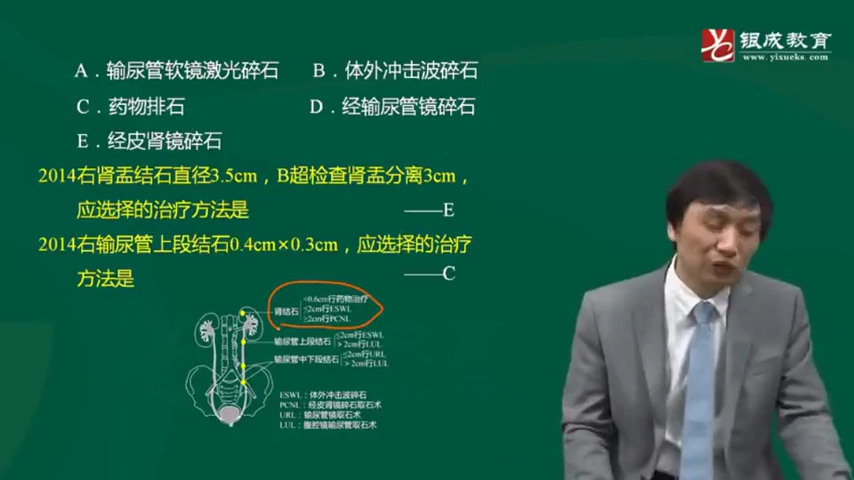 银成教育
www.yixueks.com
A．输尿管软镜激光碎石 B．体外冲击波碎石
C．药物排石 D．经输尿管镜碎石
E．经皮肾镜碎石
2014右肾盂结石直径3.5cm，B超检查肾盂分离3cm，
应选择的治疗方法是 ——E
2014右输尿管上段结石0.4cm×0.3cm，应选择的治疗
方法是 ——C
肾结石
<0.6cm行药物治疗
≤2cm行ESWL
≥2cm行PCNL
输尿管上段结石
≤2cm行ESWL
>2cm行LUL
输尿管中下段结石
≤2cm行URL
>2cm行LUL
ESWL：体外冲击波碎石
PCNL：经皮肾镜碎石取石术
URL：输尿管镜取石术
LUL：腹腔镜输尿管取石术